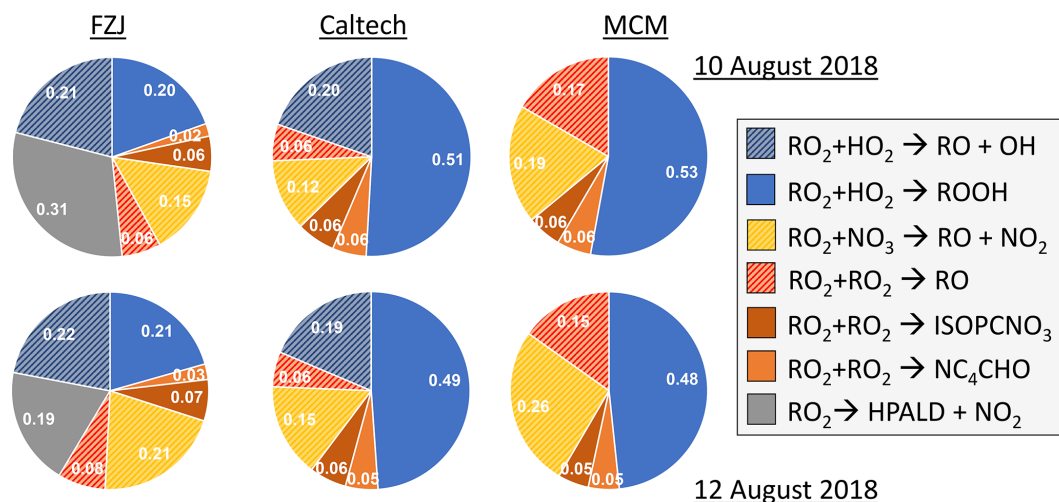 FZJ Caltech MCM
10 August 2018
0.21 0.20 0.02 0.06 0.15 0.06 0.31
0.20 0.51 0.06 0.06 0.12 0.06
0.17 0.53 0.06 0.06 0.19
RO₂+HO₂ → RO + OH
RO₂+HO₂ → ROOH
RO₂+NO₃ → RO + NO₂
RO₂+RO₂ → RO
RO₂+RO₂ → ISOPCNO₃
RO₂+RO₂ → NC₄CHO
RO₂→ HPALD + NO₂
0.22 0.21 0.03 0.07 0.21 0.08 0.19
0.19 0.49 0.05 0.06 0.15 0.06
0.15 0.48 0.05 0.05 0.26
12 August 2018